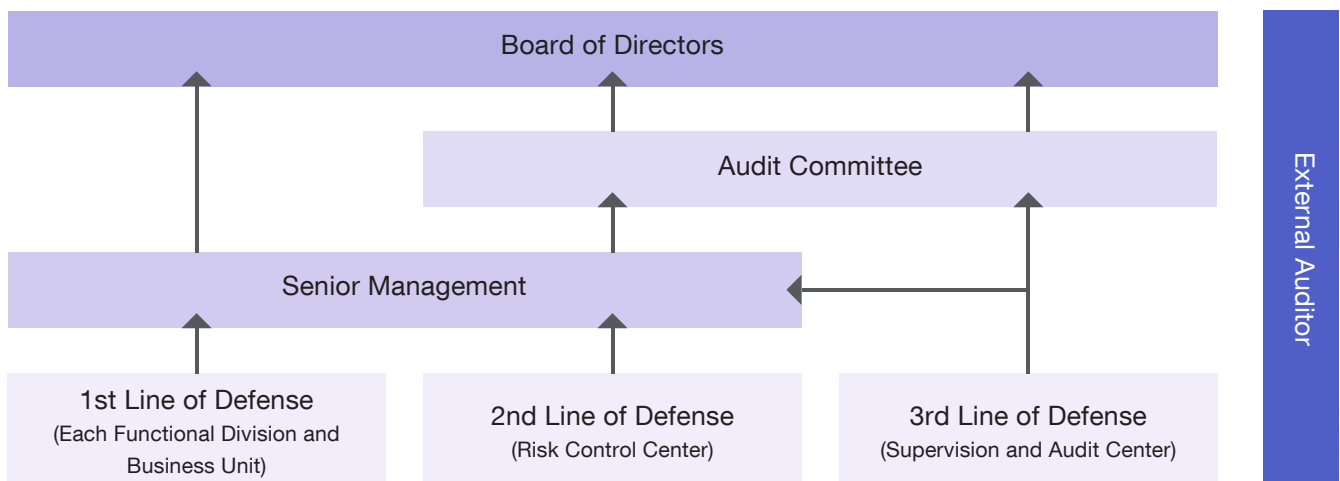 Board of Directors
Audit Committee
Senior Management
1st Line of Defense
(Each Functional Division and
Business Unit)
2nd Line of Defense
(Risk Control Center)
3rd Line of Defense
(Supervision and Audit Center)
External Auditor